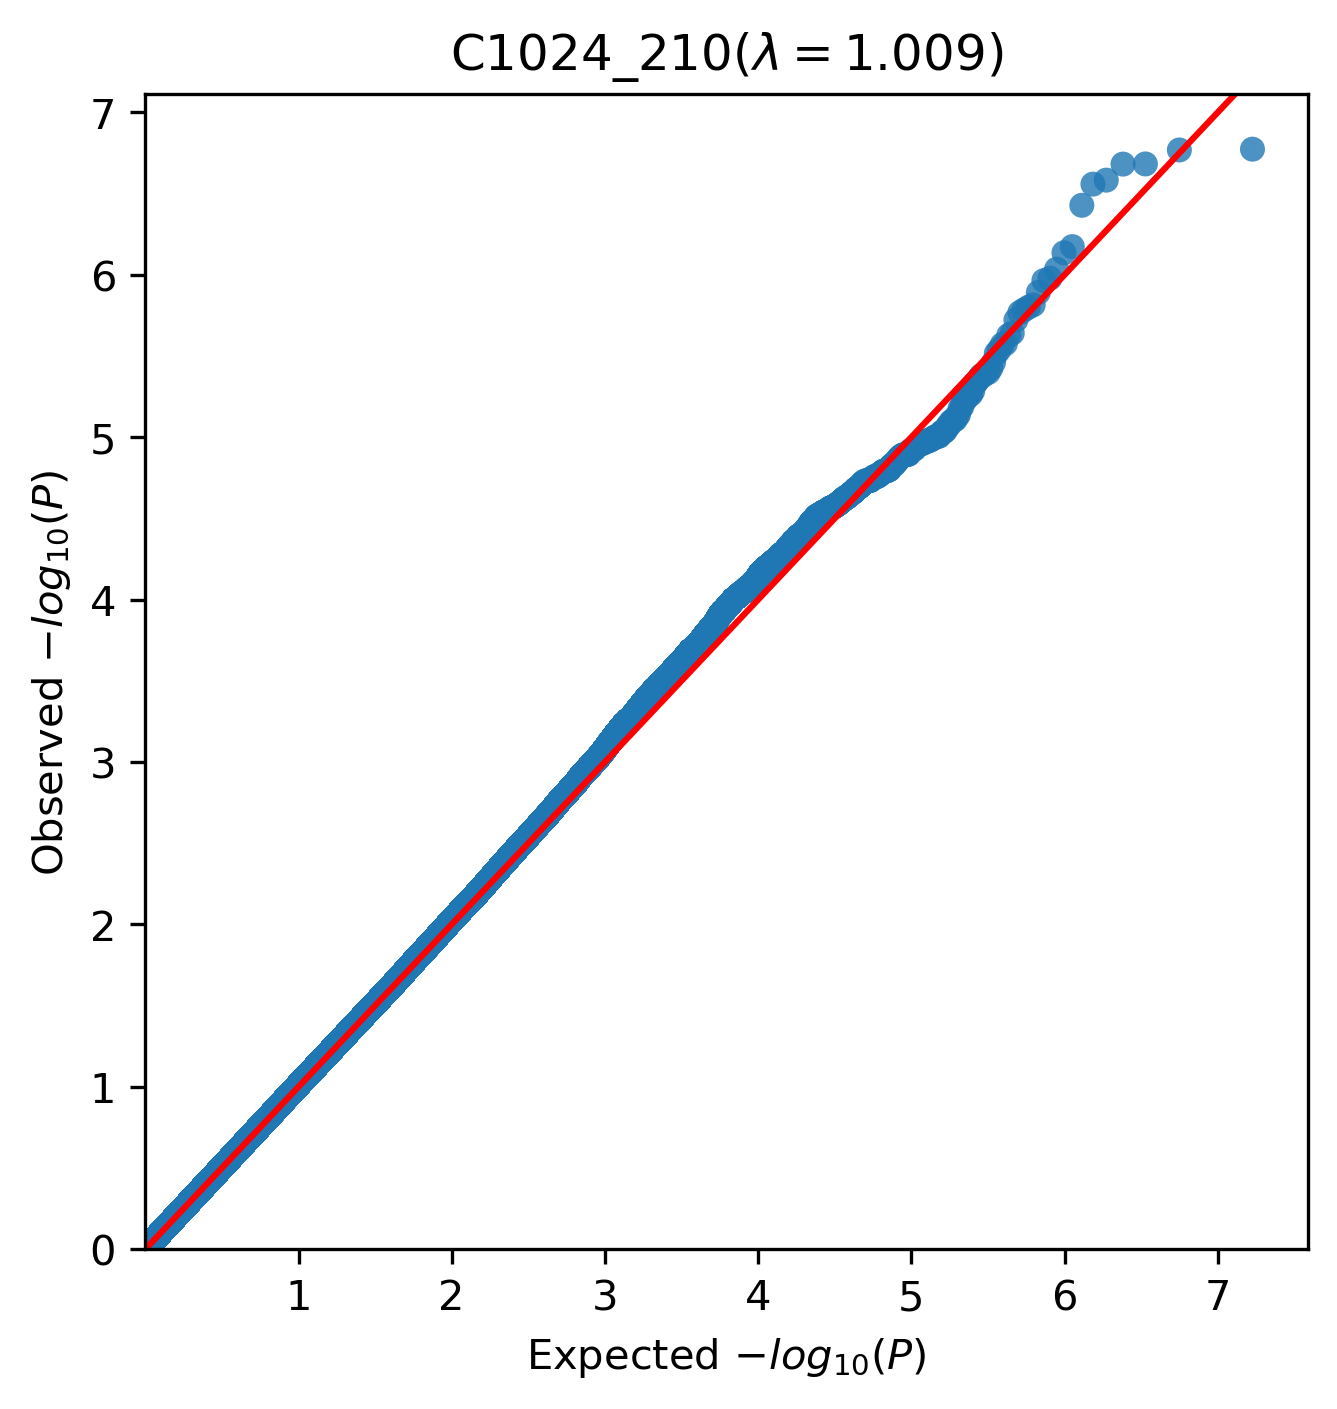 C1024_210(λ = 1.009)
7
6
5
4
3
2
1
0
Observed −log₁₀(P)
1 2 3 4 5 6 7
Expected −log₁₀(P)